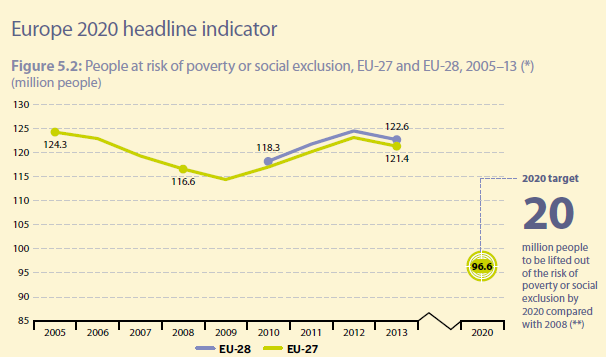 Europe 2020 headline indicator
Figure 5.2: People at risk of poverty or social exclusion, EU-27 and EU-28, 2005–13 (*)
(million people)
130
125
120
115
110
105
100
95
90
85
124.3
116.6
118.3
122.6
121.4
96.6
2020 target
20
million people
to be lifted out
of the risk of
poverty or social
exclusion by
2020 compared
with 2008 (**)
2005 2006 2007 2008 2009 2010 2011 2012 2013 2020
EU-28 EU-27